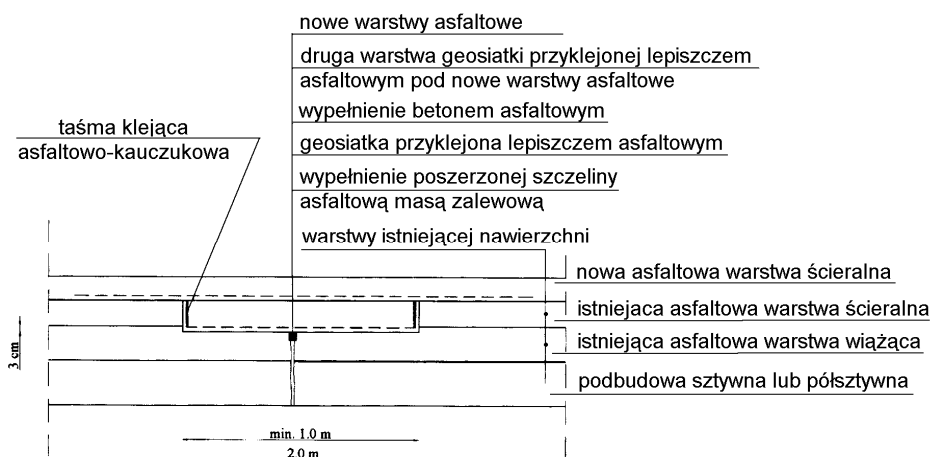 nowe warstwy asfaltowe
druga warstwa geosiatki przyklejonej lepiszczem
asfaltowym pod nowe warstwy asfaltowe
wypełnienie betonem asfaltowym
taśma klejąca
asfaltowo-kauczukowa
geosiatka przyklejona lepiszczem asfaltowym
wypełnienie poszerzonej szczeliny
asfaltową masą zalewową
warstwy istniejącej nawierzchni
nowa asfaltowa warstwa ścieralna
istniejaca asfaltowa warstwa ścieralna
istniejąca asfaltowa warstwa wiążąca
podbudowa sztywna lub półsztywna
3 cm
min. 1.0 m
2.0 m